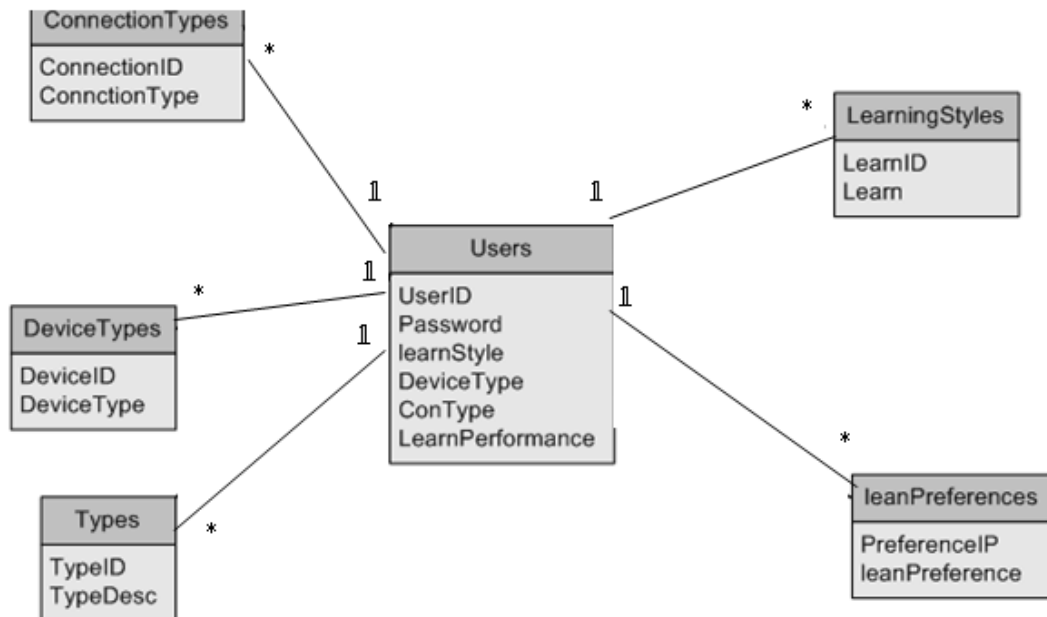 ConnectionTypes
ConnectionID
ConnctionType
*
1
LearningStyles
LearnID
Learn
*
1
Users
UserID
Password
learnStyle
DeviceType
ConType
LearnPerformance
1
1
1
DeviceTypes
DeviceID
DeviceType
*
Types
TypeID
TypeDesc
*
leanPreferences
PreferenceIP
leanPreference
*